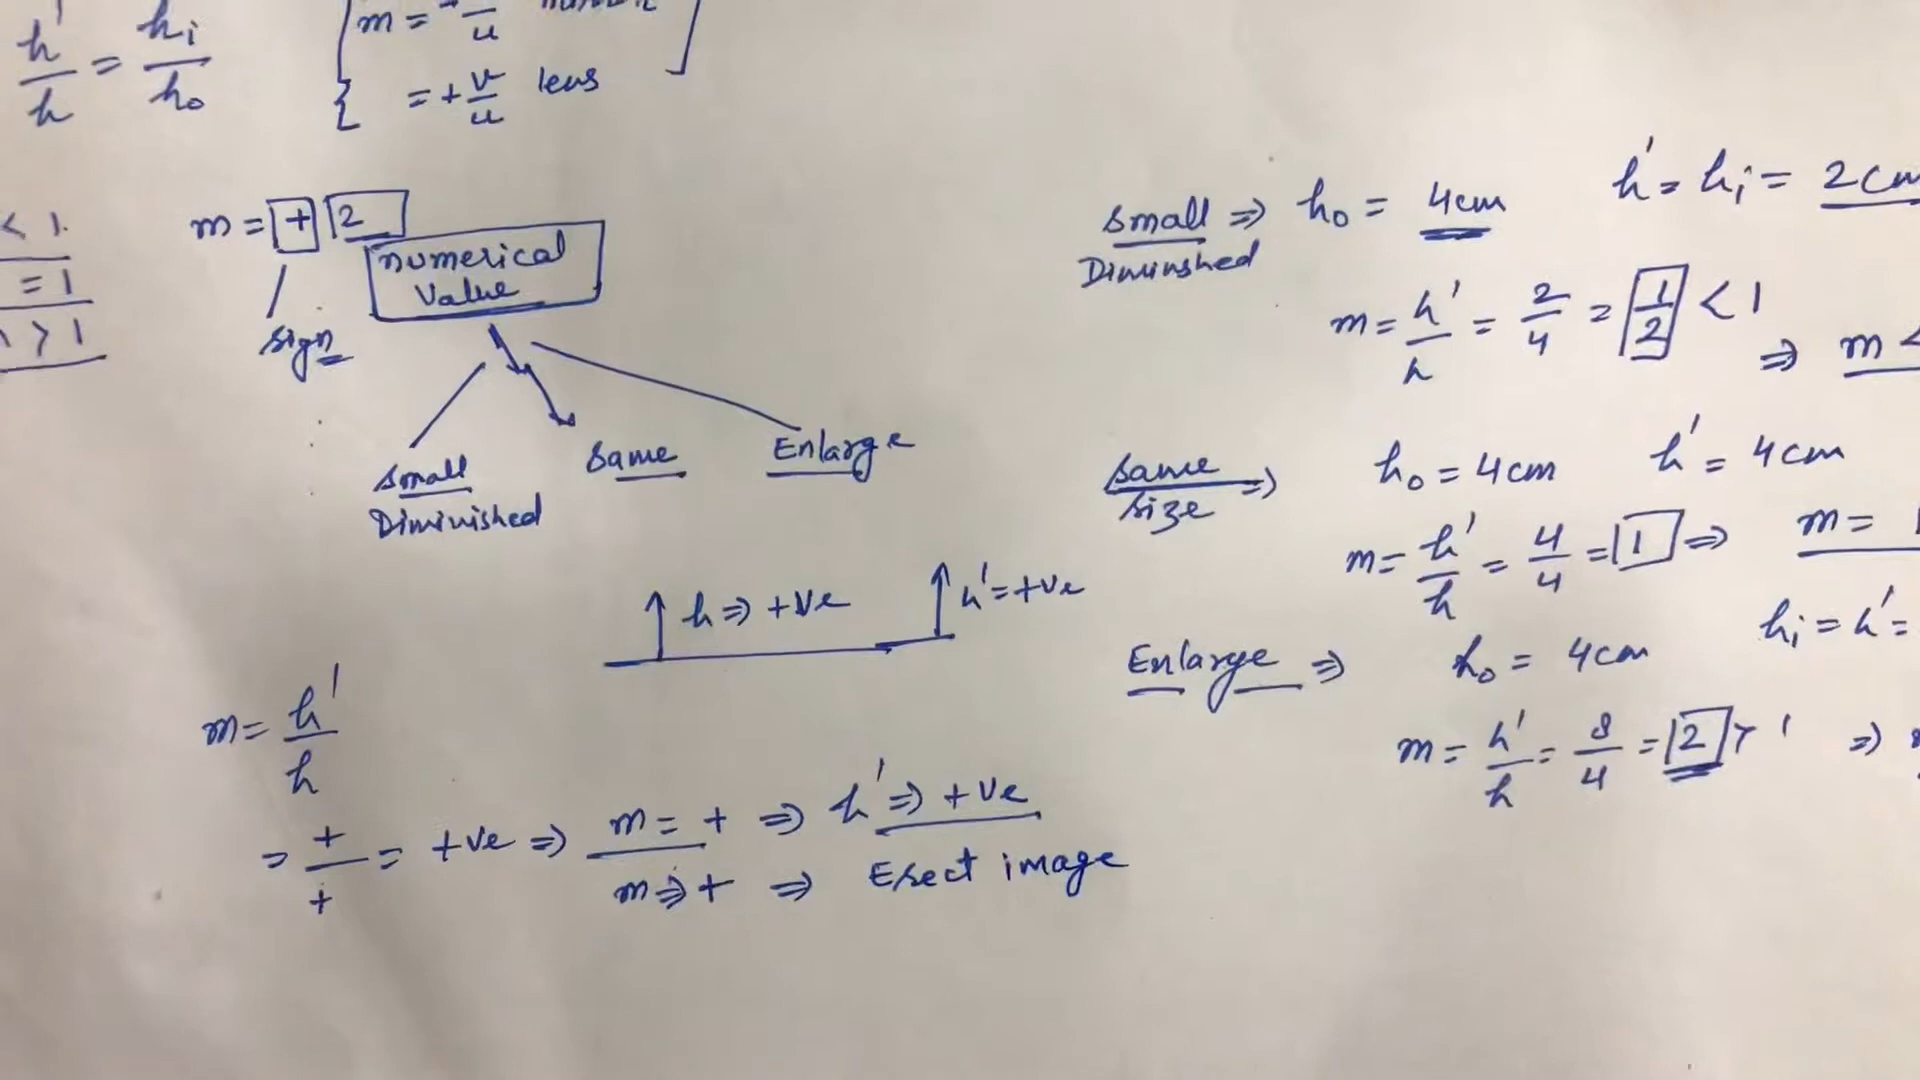 h'/h = hi/ho
m = - /u
= + v/u lens
< 1.
= 1
> 1
m = + 2
numerical
Value
sign
Small
Diminished
Same
Enlarge
h ⇒ +Ve
h' = +ve
m = h'/h
= +/+ = +ve ⇒ m = + ⇒ h' ⇒ +ve
m ⇒ + ⇒ Erect image
Small ⇒ ho = 4cm h' = hi = 2cm
Diminshed
m = h'/h = 2/4 = 1/2 < 1
⇒ m <
Same ⇒ ho = 4cm h' = 4cm
size
m = h'/h = 4/4 = 1 ⇒ m = 1
Enlarge ⇒ ho = 4cm hi = h' =
m = h'/h = 8/4 = 2 > 1 ⇒